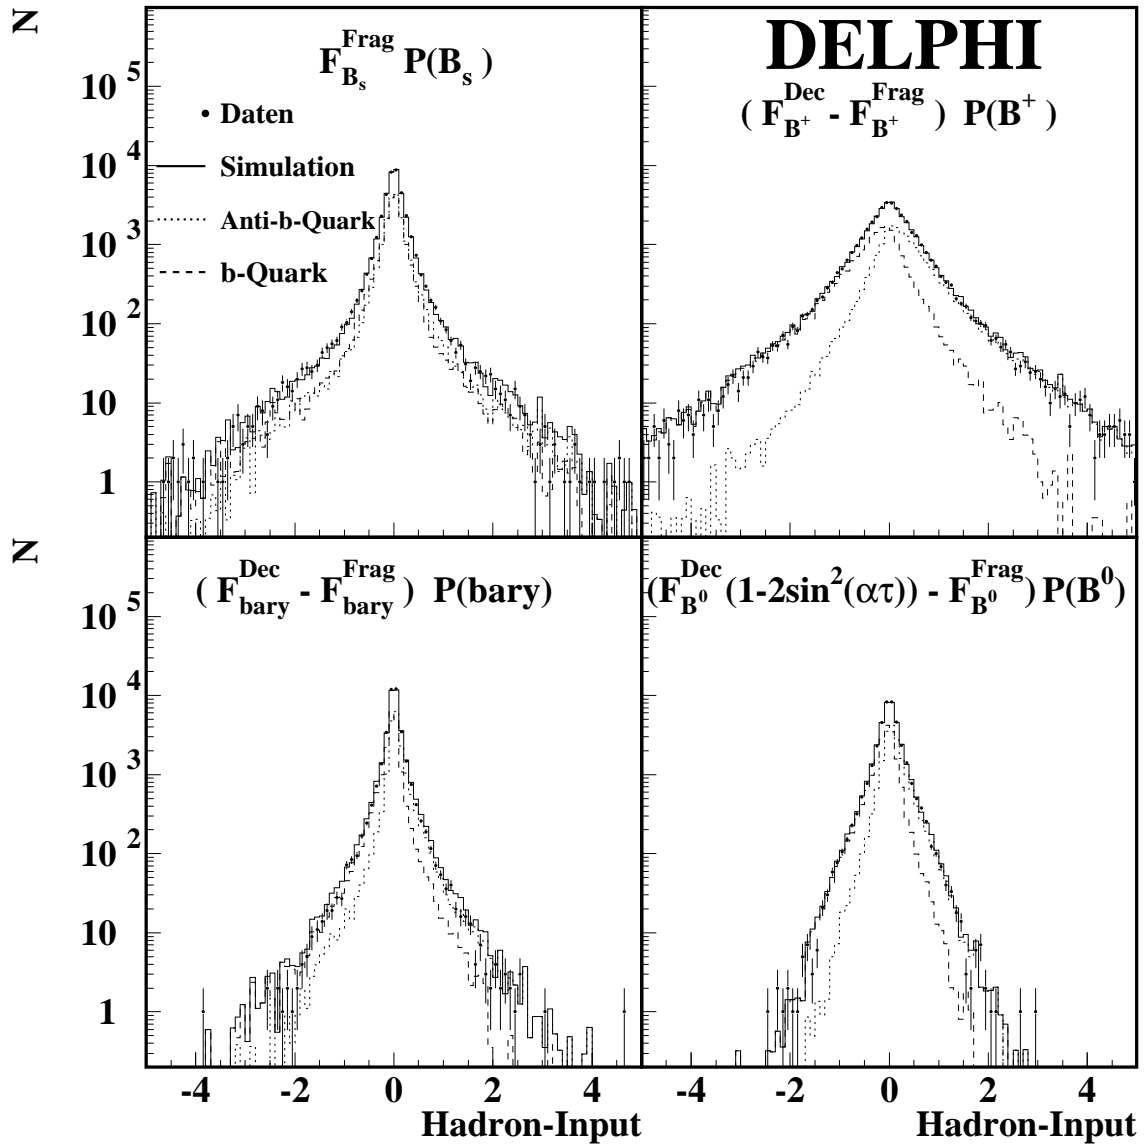 N
F_{B_s}^{Frag} P(B_s)
Daten
Simulation
Anti-b-Quark
b-Quark
10^5
10^4
10^3
10^2
10
1
DELPHI
( F_{B^+}^{Dec} - F_{B^+}^{Frag} ) P(B^+ )
N
( F_{bary}^{Dec} - F_{bary}^{Frag} ) P(bary)
10^5
10^4
10^3
10^2
10
1
-4 -2 0 2 4
Hadron-Input
(F_{B^0}^{Dec} (1-2sin^2(ατ)) - F_{B^0}^{Frag}) P(B^0)
-4 -2 0 2 4
Hadron-Input